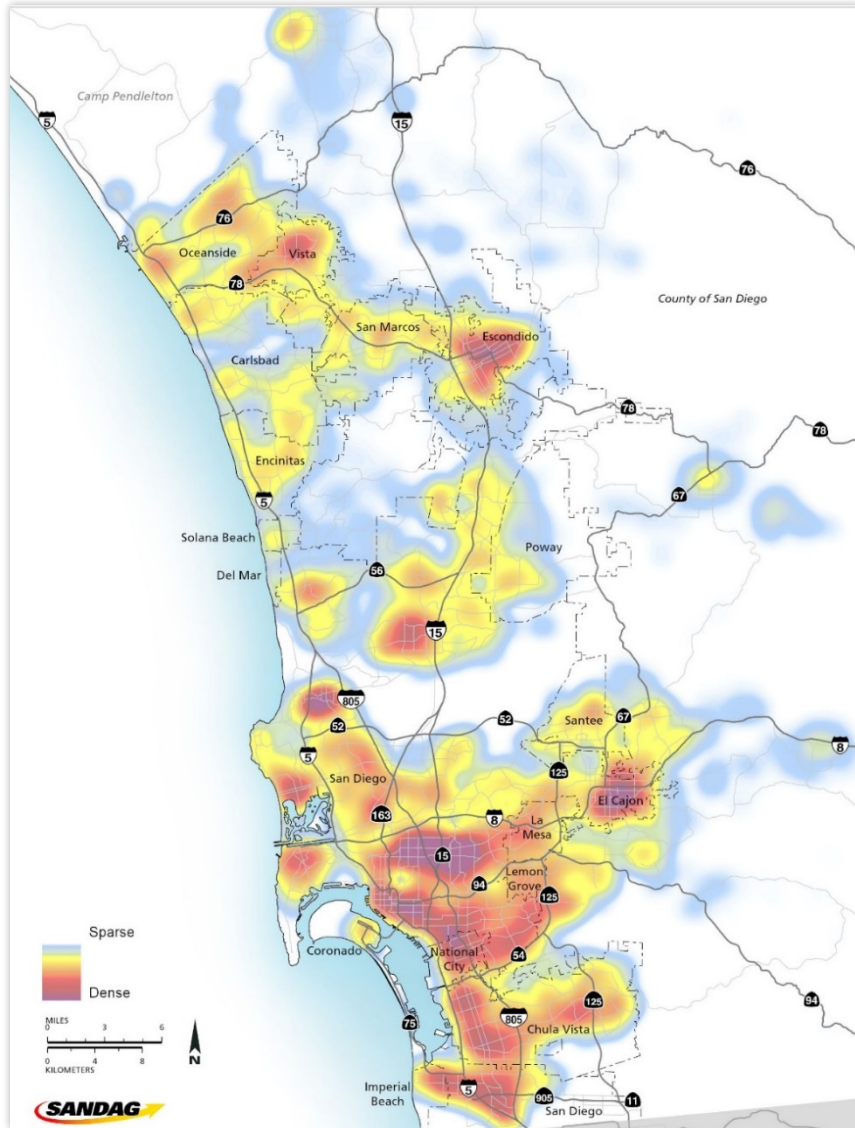 Camp Pendlelton
5
15
76
76
Oceanside
Vista
78
County of San Diego
San Marcos
Escondido
Carlsbad
78
78
Encinitas
67
5
Solana Beach
Poway
Del Mar
56
15
805
52
Santee
67
52
5
8
San Diego
125
El Cajon
163
8
La
Mesa
15
Lemon
Grove
94
125
Sparse
Coronado
National
City
54
Dense
125
94
MILES
0 3 6
75
805
Chula Vista
0 4 8
KILOMETERS
N
Imperial
Beach
5
905
11
San Diego
SANDAG